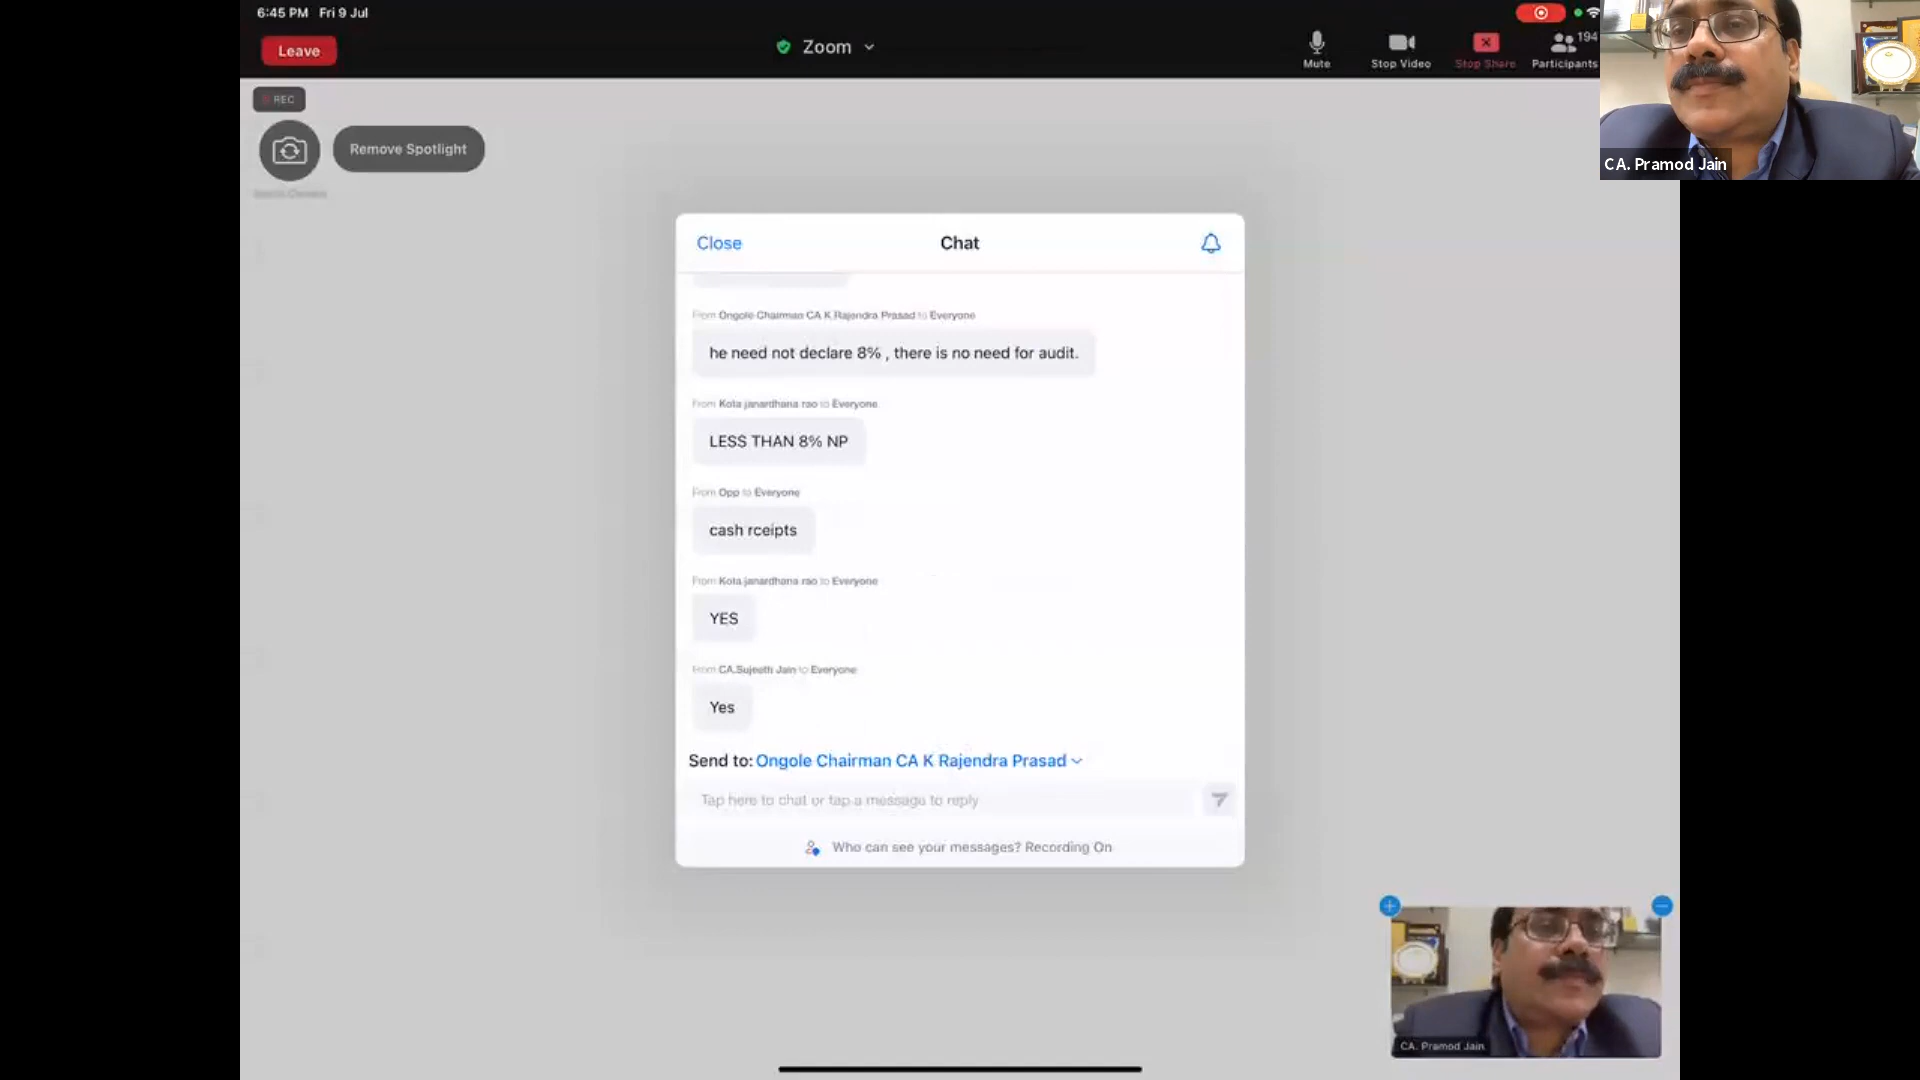 6:45 PM Fri 9 Jul
Leave
Zoom
Mute
Stop Video
Stop Share
194
Participants
REC
Remove Spotlight
CA. Pramod Jain
Close
Chat
From Ongole Chairman CA K Rajendra Prasad to Everyone
he need not declare 8% , there is no need for audit.
From Kota janardhana rao to Everyone
LESS THAN 8% NP
From Opp to Everyone
cash rceipts
From Kota janardhana rao to Everyone
YES
From CA.Sujeeth Jain to Everyone
Yes
Send to: Ongole Chairman CA K Rajendra Prasad
Tap here to chat or tap a message to reply
Who can see your messages? Recording On
CA. Pramod Jain